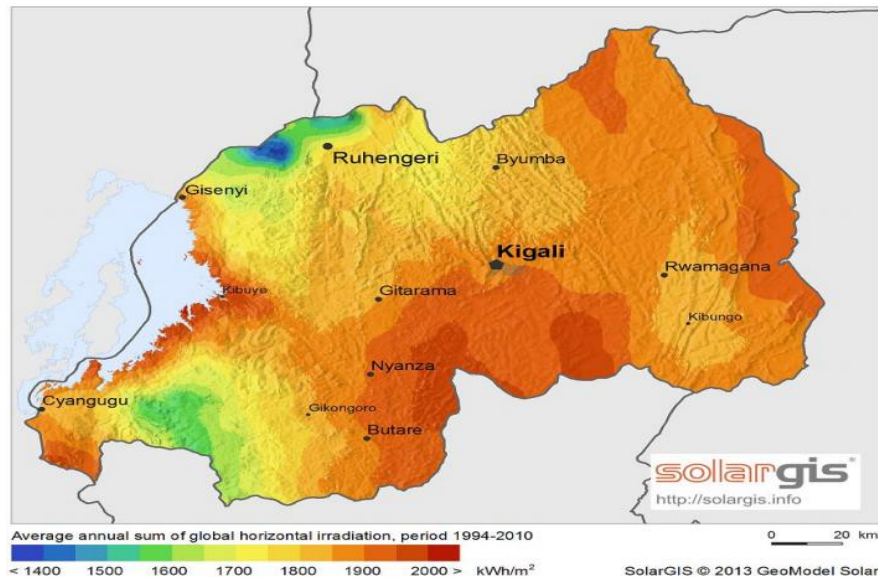 Ruhengeri
Byumba
Gisenyi
Kigali
Rwamagana
Kibuye
Gitarama
Kibungo
Nyanza
Cyangugu
Gikongoro
Butare
solargis
http://solargis.info
Average annual sum of global horizontal irradiation, period 1994-2010
0 20 km
< 1400 1500 1600 1700 1800 1900 2000 > kWh/m²
SolarGIS © 2013 GeoModel Solar